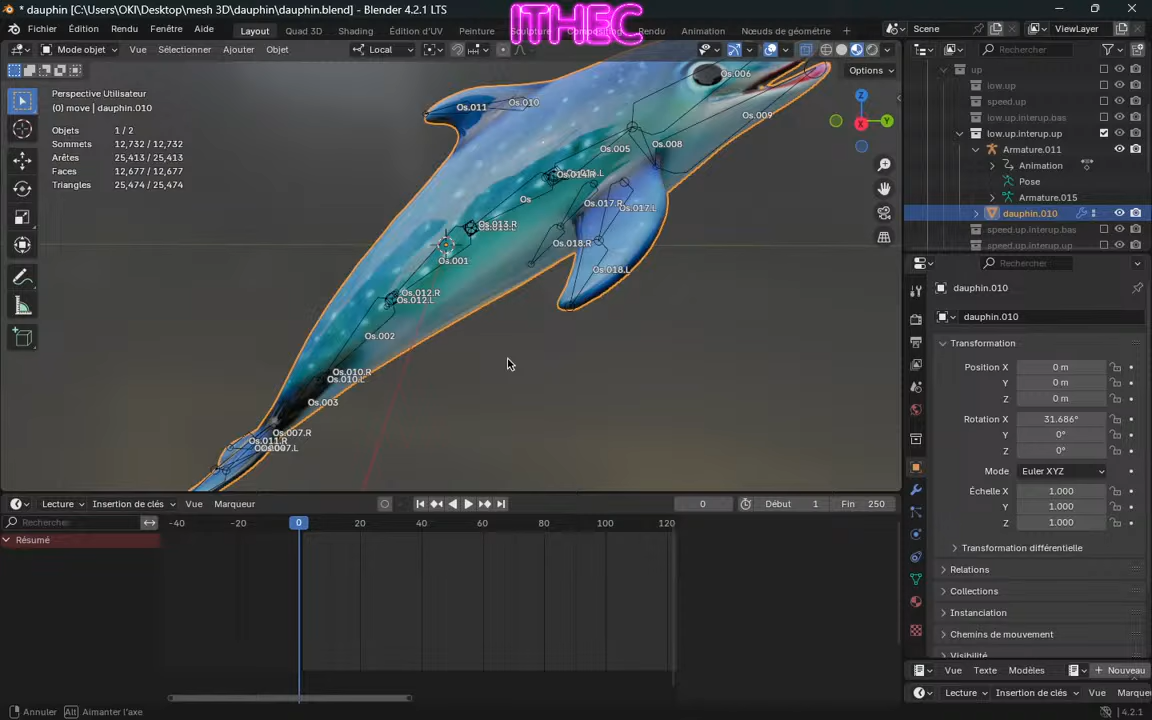 * dauphin [C:\Users\OKI\Desktop\mesh 3D\dauphin\dauphin.blend] - Blender 4.2.1 LTS
ITHEC
Fichier Édition Rendu Fenêtre Aide Layout Quad 3D Shading Édition d'UV Peinture Rendu Animation Nœuds de géométrie Scene ViewLayer
Mode objet Vue Sélectionner Ajouter Objet Local Rechercher
Options
Perspective Utilisateur
(0) move | dauphin.010
Objets 1 / 2
Sommets 12,732 / 12,732
Arêtes 25,413 / 25,413
Faces 12,677 / 12,677
Triangles 25,474 / 25,474
Os.006
Os.011
Os.010
Os.009
Os.005
Os.008
Os
Os.017.R
Os.017.L
Os.013.R
Os.018.R
Os.001
Os.018.L
Os.012.R
Os.012.L
Os.002
Os.010.R
Os.010.L
Os.003
Os.007.R
Os.011.R
Os.007.L
Z
Y
X
up
low.up
speed.up
low.up.interup.bas
low.up.interup.up
Armature.011
Animation
Pose
Armature.015
dauphin.010
speed.up.interup.bas
speed.up.interup.up
Rechercher
dauphin.010
dauphin.010
Transformation
Position X 0 m
Y 0 m
Z 0 m
Rotation X 31.686°
Y 0°
Z 0°
Mode Euler XYZ
Échelle X 1.000
Y 1.000
Z 1.000
Transformation différentielle
Relations
Collections
Instanciation
Chemins de mouvement
Visibilité
Vue Texte Modèles Nouveau
Lecture Insertion de clés Vue Marqueur
Lecture Insertion de clés Vue Marqueur 0 Début 1 Fin 250
Rechercher -40 -20 0 20 40 60 80 100 120
Résumé
Annuler Alt Aimanter l'axe 4.2.1